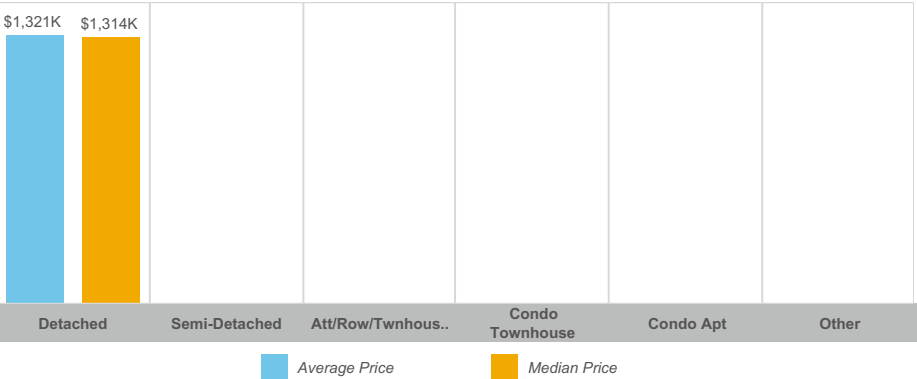 $1,321K $1,314K
Detached Semi-Detached Att/Row/Twnhous.. Condo Townhouse Condo Apt Other
Average Price Median Price